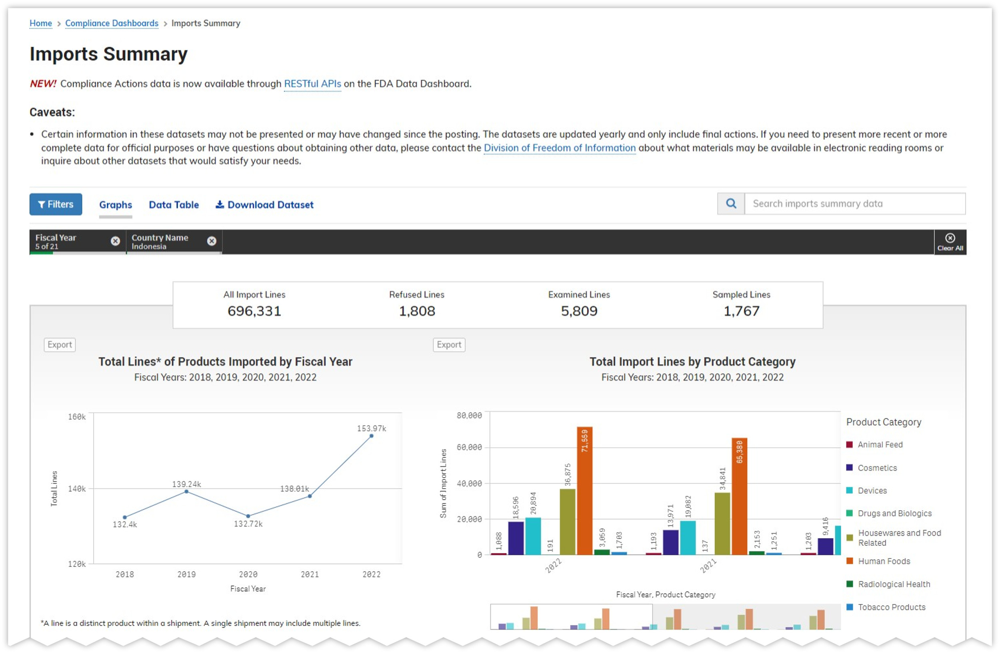 Home > Compliance Dashboards > Imports Summary
Imports Summary
NEW! Compliance Actions data is now available through RESTful APIs on the FDA Data Dashboard.
Caveats:
• Certain information in these datasets may not be presented or may have changed since the posting. The datasets are updated yearly and only include final actions. If you need to present more recent or more
complete data for official purposes or have questions about obtaining other data, please contact the Division of Freedom of Information about what materials may be available in electronic reading rooms or
inquire about other datasets that would satisfy your needs.
Filters Graphs Data Table Download Dataset Search imports summary data
Fiscal Year
5 of 21
Country Name
Indonesia
Clear All
All Import Lines Refused Lines Examined Lines Sampled Lines
696,331 1,808 5,809 1,767
Export
Total Lines* of Products Imported by Fiscal Year
Fiscal Years: 2018, 2019, 2020, 2021, 2022
160k
140k
120k
Total Lines
132.4k
139.24k
132.72k
138.01k
153.97k
2018 2019 2020 2021 2022
Fiscal Year
*A line is a distinct product within a shipment. A single shipment may include multiple lines.
Export
Total Import Lines by Product Category
Fiscal Years: 2018, 2019, 2020, 2021, 2022
80,000
60,000
40,000
20,000
0
Sum of Import Lines
1,088
18,596
20,894
191
36,875
71,559
3,059
1,703
1,193
13,971
19,082
137
34,841
65,380
2,153
1,251
1,203
9,416
2022
2021
Fiscal Year, Product Category
Product Category
Animal Feed
Cosmetics
Devices
Drugs and Biologics
Housewares and Food
Related
Human Foods
Radiological Health
Tobacco Products